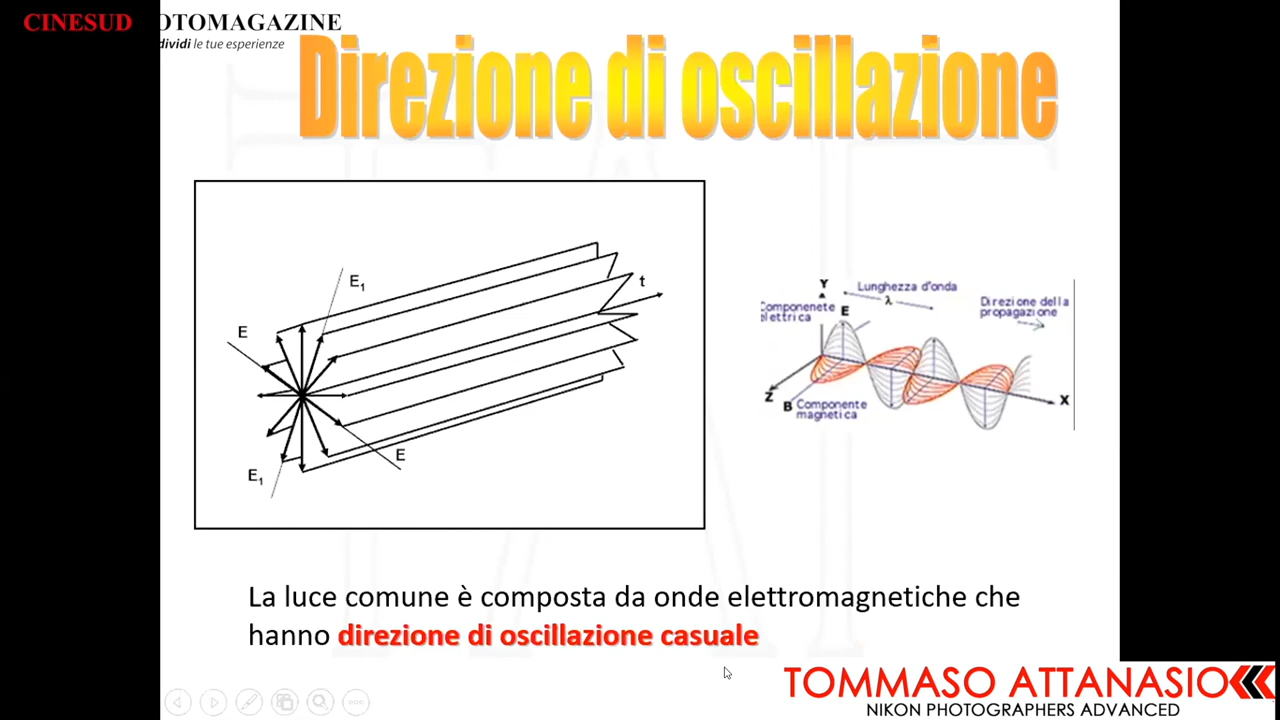 CINESUD OTOMAGAZINE
dividi le tue esperienze
Direzione di oscillazione
E₁
t
E
E
E₁
Y
Lunghezza d'onda
λ
Direzione della
propagazione
Componenete
elettrica
E
Z
B
Componente
magnetica
X
La luce comune è composta da onde elettromagnetiche che
hanno direzione di oscillazione casuale
TOMMASO ATTANASIO
NIKON PHOTOGRAPHERS ADVANCED